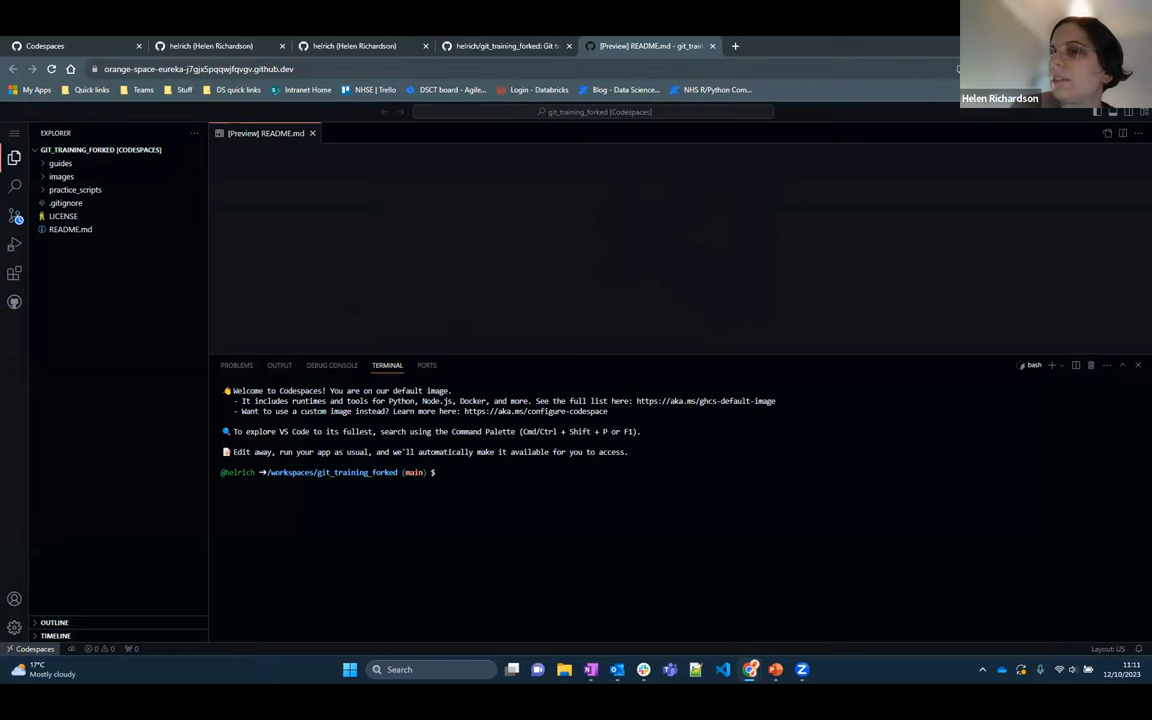 Codespaces
helrich (Helen Richardson)
helrich (Helen Richardson)
helrich/git_training_forked: Git t
[Preview] README.md - git_train
orange-space-eureka-j7gjx5pqqwjfqvgv.github.dev
My Apps
Quick links
Teams
Stuff
DS quick links
Intranet Home
NHSE | Trello
DSCT board - Agile...
Login - Databricks
Blog - Data Science...
NHS R/Python Com...
Helen Richardson
git_training_forked [Codespaces]
EXPLORER
[Preview] README.md
GIT_TRAINING_FORKED [CODESPACES]
guides
images
practice_scripts
.gitignore
LICENSE
README.md
PROBLEMS
OUTPUT
DEBUG CONSOLE
TERMINAL
PORTS
bash
Welcome to Codespaces! You are on our default image.
- It includes runtimes and tools for Python, Node.js, Docker, and more. See the full list here: https://aka.ms/ghcs-default-image
- Want to use a custom image instead? Learn more here: https://aka.ms/configure-codespace
To explore VS Code to its fullest, search using the Command Palette (Cmd/Ctrl + Shift + P or F1).
Edit away, run your app as usual, and we'll automatically make it available for you to access.
@helrich ➜/workspaces/git_training_forked (main) $
OUTLINE
TIMELINE
Codespaces
0
0
0
Layout: US
17°C
Mostly cloudy
Search
11:11
12/10/2023